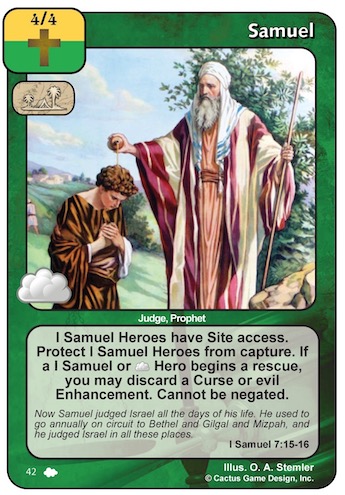 4/4
Samuel
Judge, Prophet
I Samuel Heroes have Site access.
Protect I Samuel Heroes from capture. If
a I Samuel or Hero begins a rescue,
you may discard a Curse or evil
Enhancement. Cannot be negated.
Now Samuel judged Israel all the days of his life. He used to
go annually on circuit to Bethel and Gilgal and Mizpah, and
he judged Israel in all these places.
I Samuel 7:15-16
42
Illus. O. A. Stemler
© Cactus Game Design, Inc.